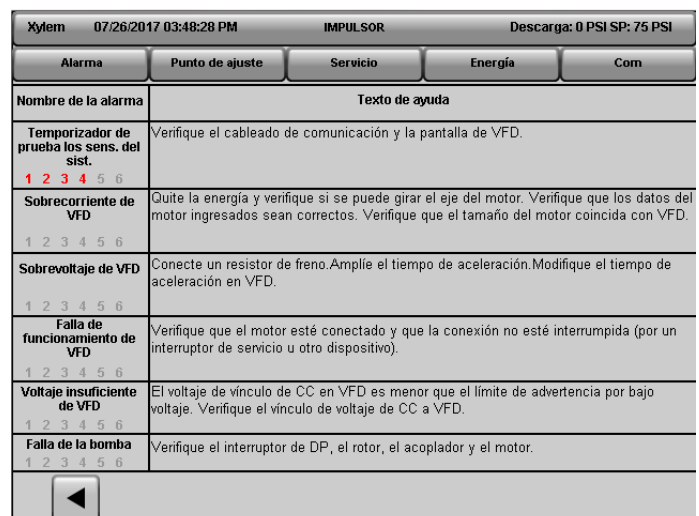 Xylem 07/26/2017 03:48:28 PM IMPULSOR Descarga: 0 PSI SP: 75 PSI
Alarma Punto de ajuste Servicio Energía Com
Nombre de la alarma Texto de ayuda
Temporizador de
prueba los sens. del
sist.
1 2 3 4 5 6
Verifique el cableado de comunicación y la pantalla de VFD.
Sobrecorriente de
VFD
1 2 3 4 5 6
Quite la energía y verifique si se puede girar el eje del motor. Verifique que los datos del
motor ingresados sean correctos. Verifique que el tamaño del motor coincida con VFD.
Sobrevoltaje de VFD
1 2 3 4 5 6
Conecte un resistor de freno.Amplíe el tiempo de aceleración.Modifique el tiempo de
aceleración en VFD.
Falla de
funcionamiento de
VFD
1 2 3 4 5 6
Verifique que el motor esté conectado y que la conexión no esté interrumpida (por un
interruptor de servicio u otro dispositivo).
Voltaje insuficiente
de VFD
1 2 3 4 5 6
El voltaje de vínculo de CC en VFD es menor que el límite de advertencia por bajo
voltaje. Verifique el vínculo de voltaje de CC a VFD.
Falla de la bomba
1 2 3 4 5 6
Verifique el interruptor de DP, el rotor, el acoplador y el motor.